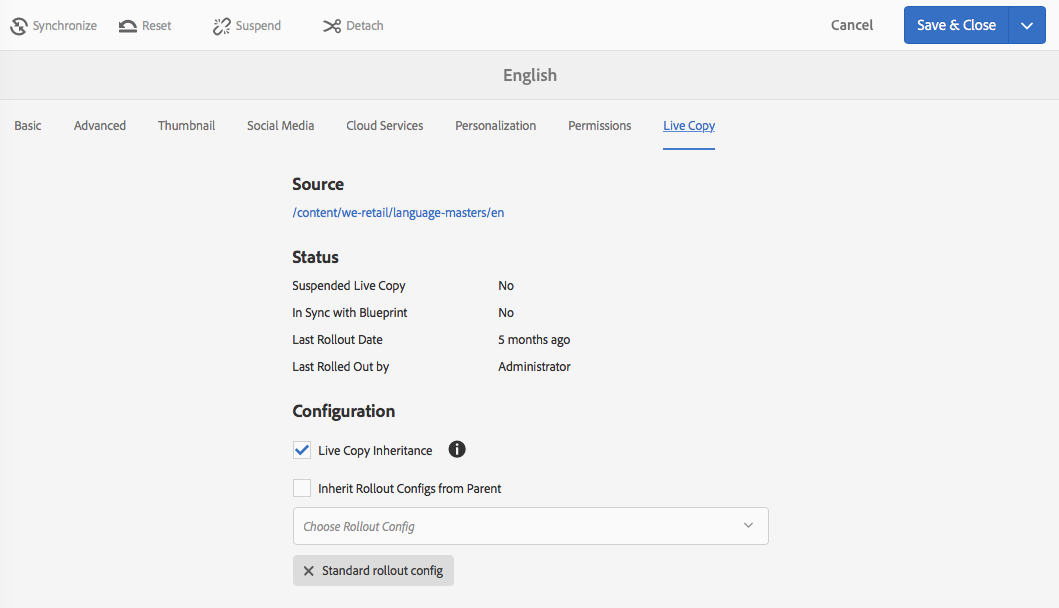 Synchronize Reset Suspend Detach Cancel Save & Close
English
Basic Advanced Thumbnail Social Media Cloud Services Personalization Permissions Live Copy
Source
/content/we-retail/language-masters/en
Status
Suspended Live Copy No
In Sync with Blueprint No
Last Rollout Date 5 months ago
Last Rolled Out by Administrator
Configuration
Live Copy Inheritance
Inherit Rollout Configs from Parent
Choose Rollout Config
Standard rollout config